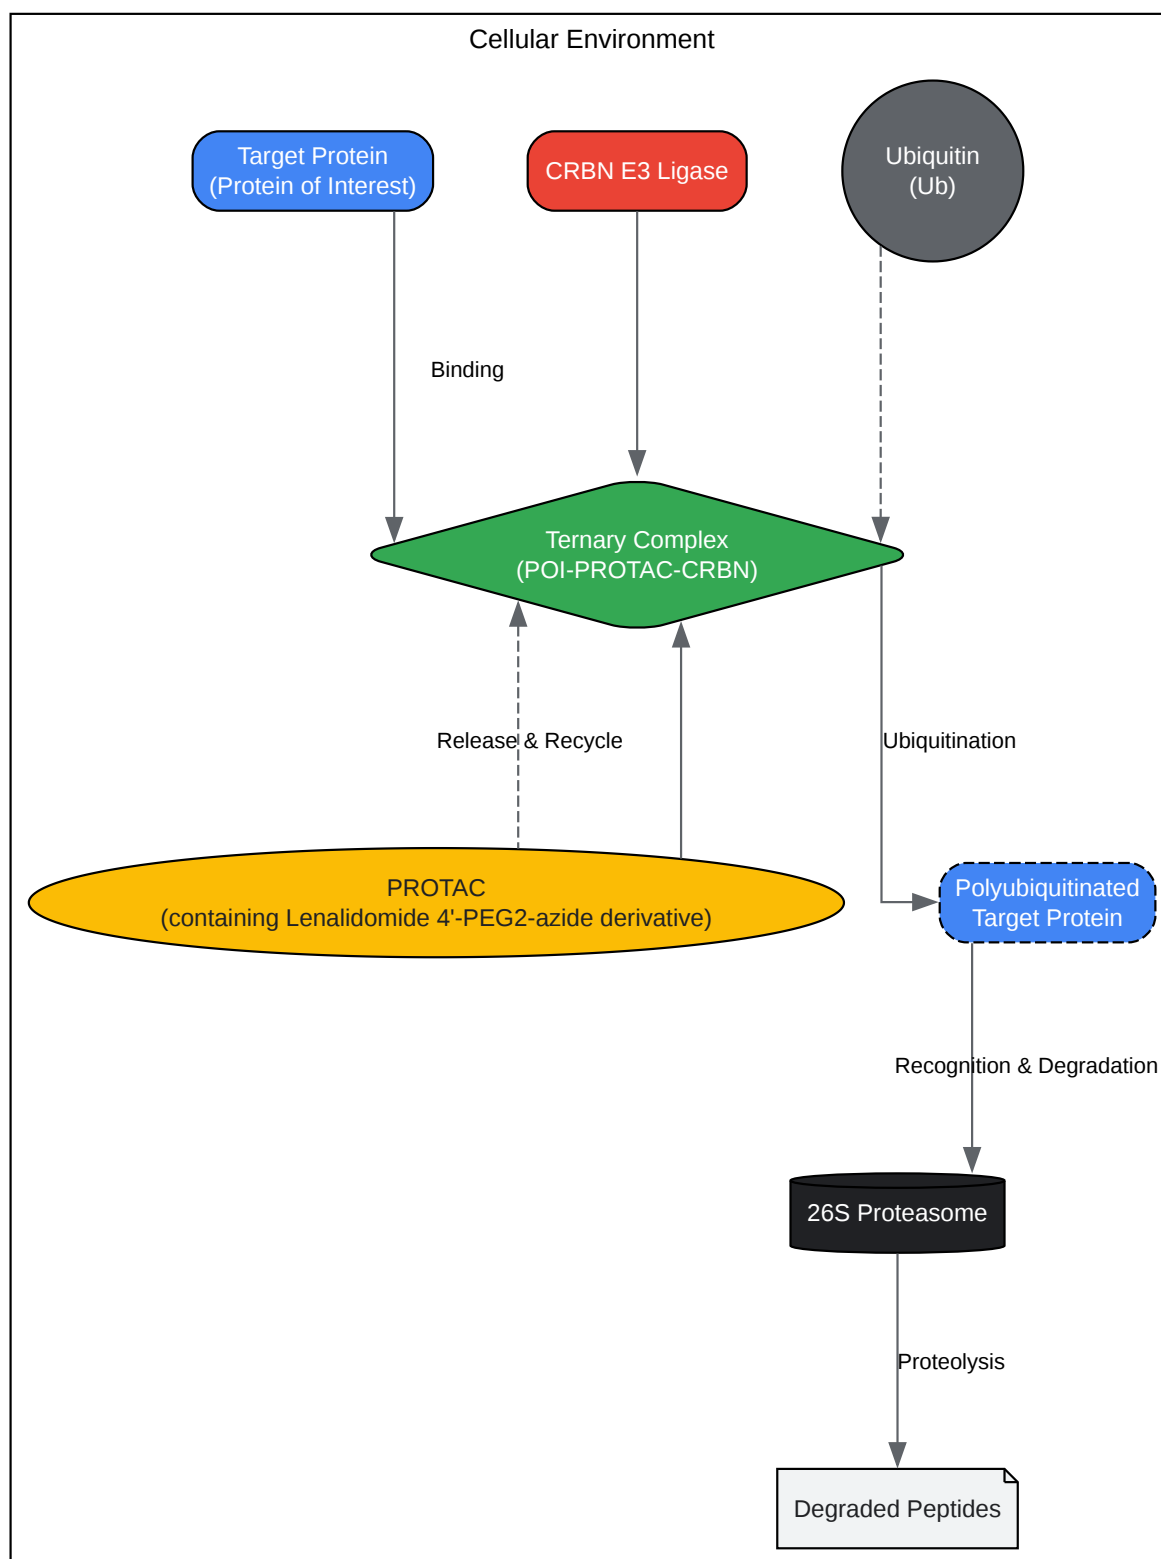 Cellular Environment
Target Protein
(Protein of Interest)
CRBN E3 Ligase
Ubiquitin
(Ub)
Binding
Ternary Complex
(POI-PROTAC-CRBN)
Release & Recycle
Ubiquitination
PROTAC
(containing Lenalidomide 4'-PEG2-azide derivative)
Polyubiquitinated
Target Protein
Recognition & Degradation
26S Proteasome
Proteolysis
Degraded Peptides